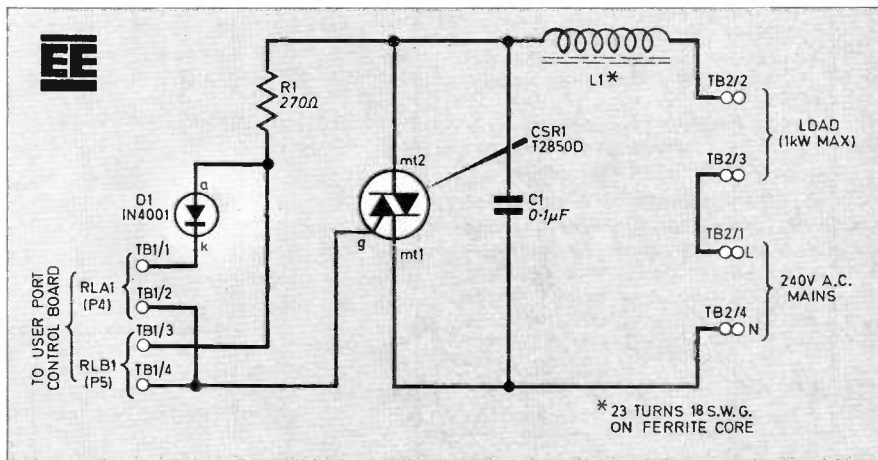 EE
R1
270Ω
L1*
TB2/2
LOAD
(1kW MAX)
TB2/3
CSR1
T2850D
mt2
D1
IN4001
a
k
C1
0·1μF
g
mt1
TB2/1
L
240V A.C.
MAINS
TB2/4
N
TO USER PORT
CONTROL BOARD
RLA1
(P4)
RLB1
(P5)
TB1/1
TB1/2
TB1/3
TB1/4
* 23 TURNS 18 S.W.G.
ON FERRITE CORE